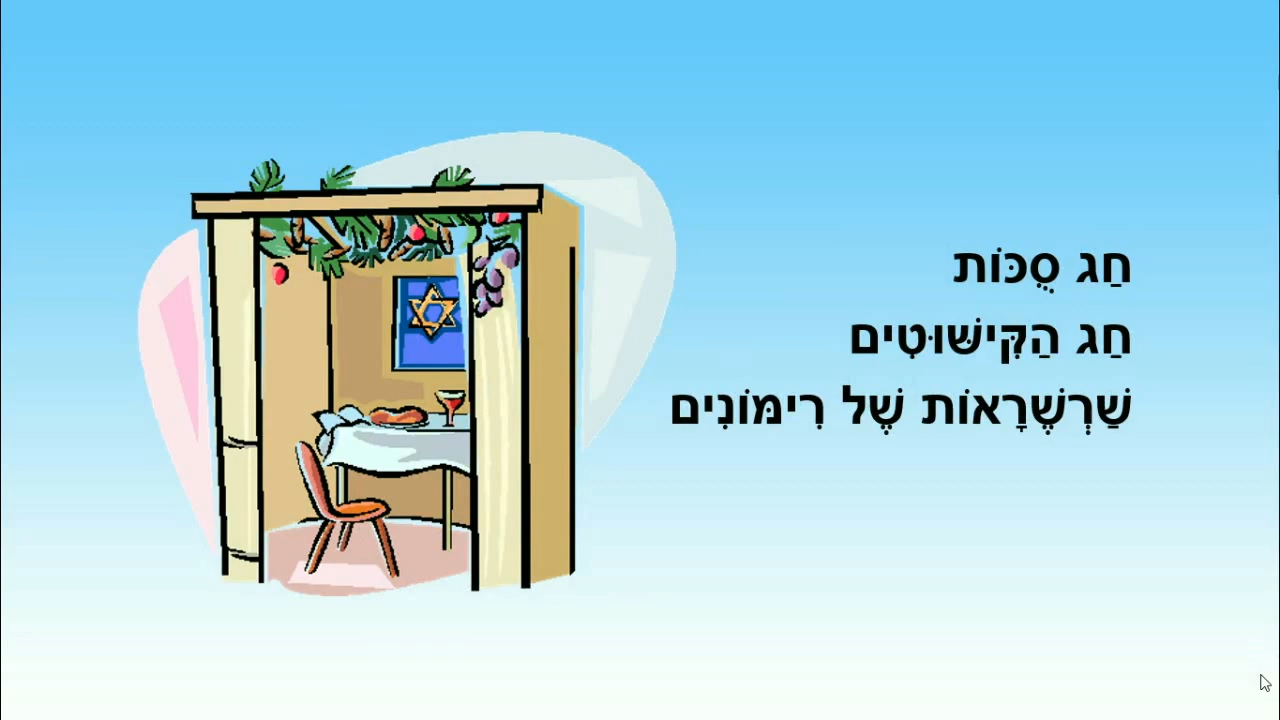 חַג סֻכּוֹת
חַג הַקִּישּׁוּטִים
שַׁרְשֶׁרָאוֹת שֶׁל רִימּוֹנִים